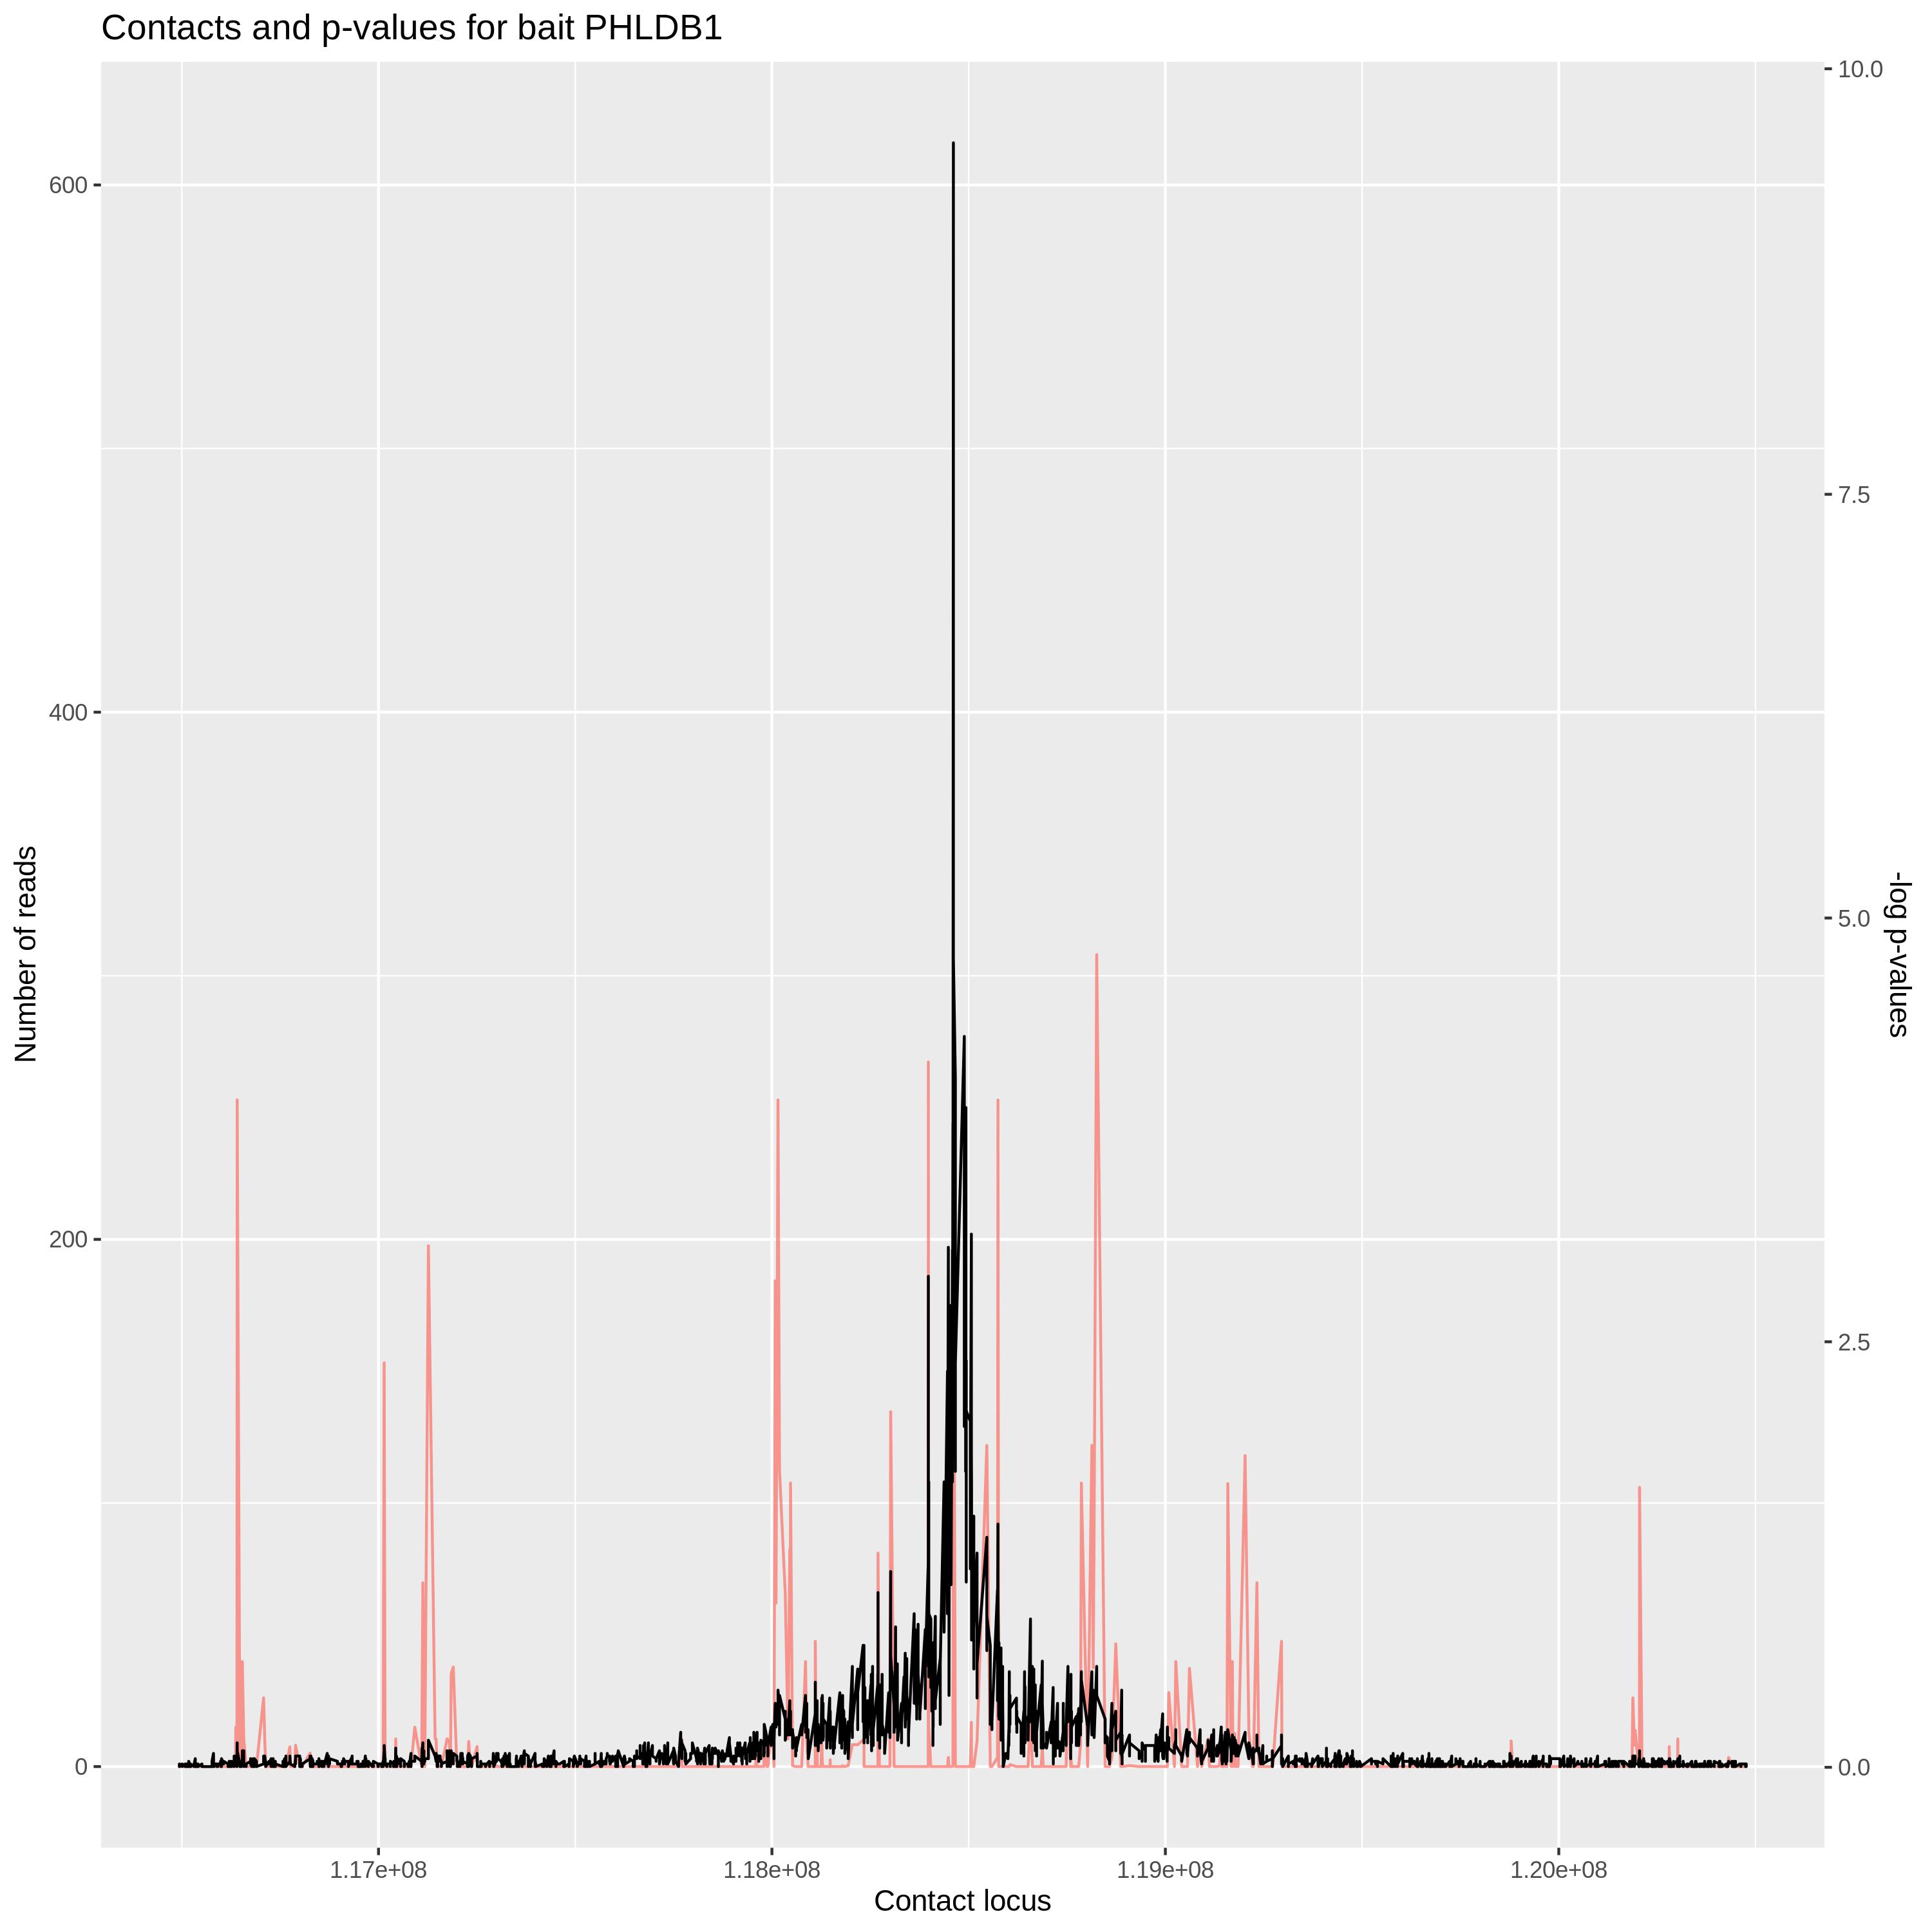 Contacts and p-values for bait PHLDB1
10.0
600
7.5
400
5.0
Number of reads
-log p-values
200
2.5
0
0.0
1.17e+08
1.18e+08
1.19e+08
1.20e+08
Contact locus